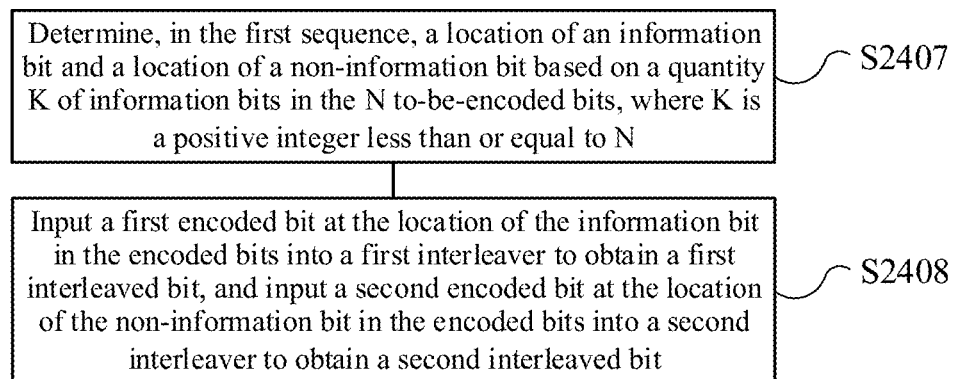 Determine, in the first sequence, a location of an information
bit and a location of a non-information bit based on a quantity
K of information bits in the N to-be-encoded bits, where K is
a positive integer less than or equal to N
S2407
Input a first encoded bit at the location of the information bit
in the encoded bits into a first interleaver to obtain a first
interleaved bit, and input a second encoded bit at the location
of the non-information bit in the encoded bits into a second
interleaver to obtain a second interleaved bit
S2408